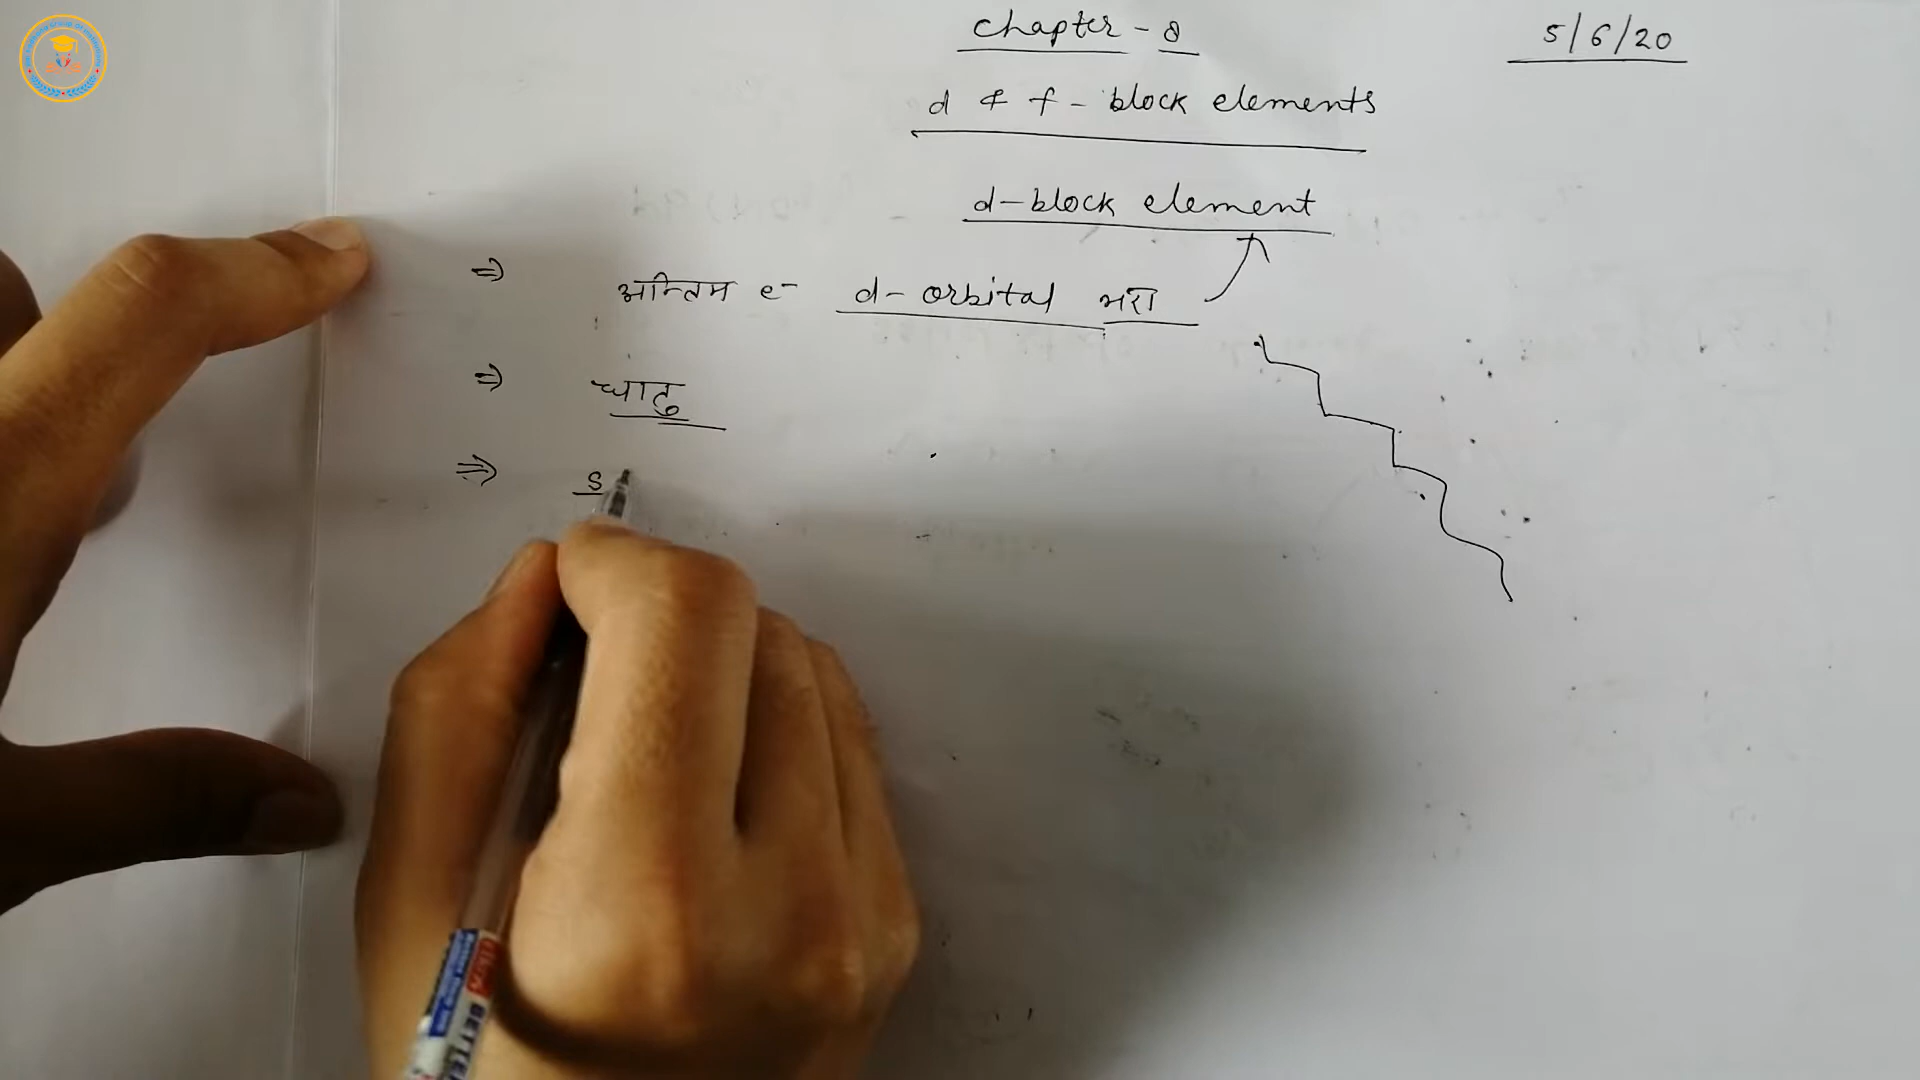 chapter - 8
5/6/20
d & f - block elements
d-block element
⇒ अन्तिम e- d-orbital भरा
⇒ धातु
⇒ s